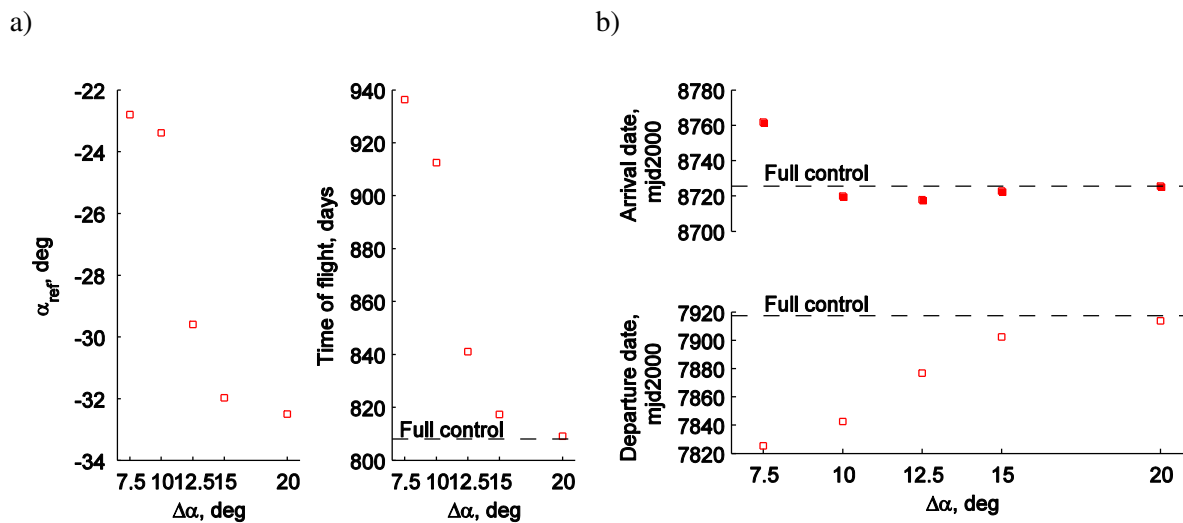 a)
b)
-22
-24
-26
-28
-30
-32
-34
α_ref, deg
7.5 10 12.5 15 20
Δα, deg
940
920
900
880
860
840
820
800
Time of flight, days
Full control
7.5 10 12.5 15 20
Δα, deg
8780
8760
8740
8720
8700
Arrival date,
mjd2000
Full control
7920
7900
7880
7860
7840
7820
Departure date,
mjd2000
Full control
7.5 10 12.5 15 20
Δα, deg